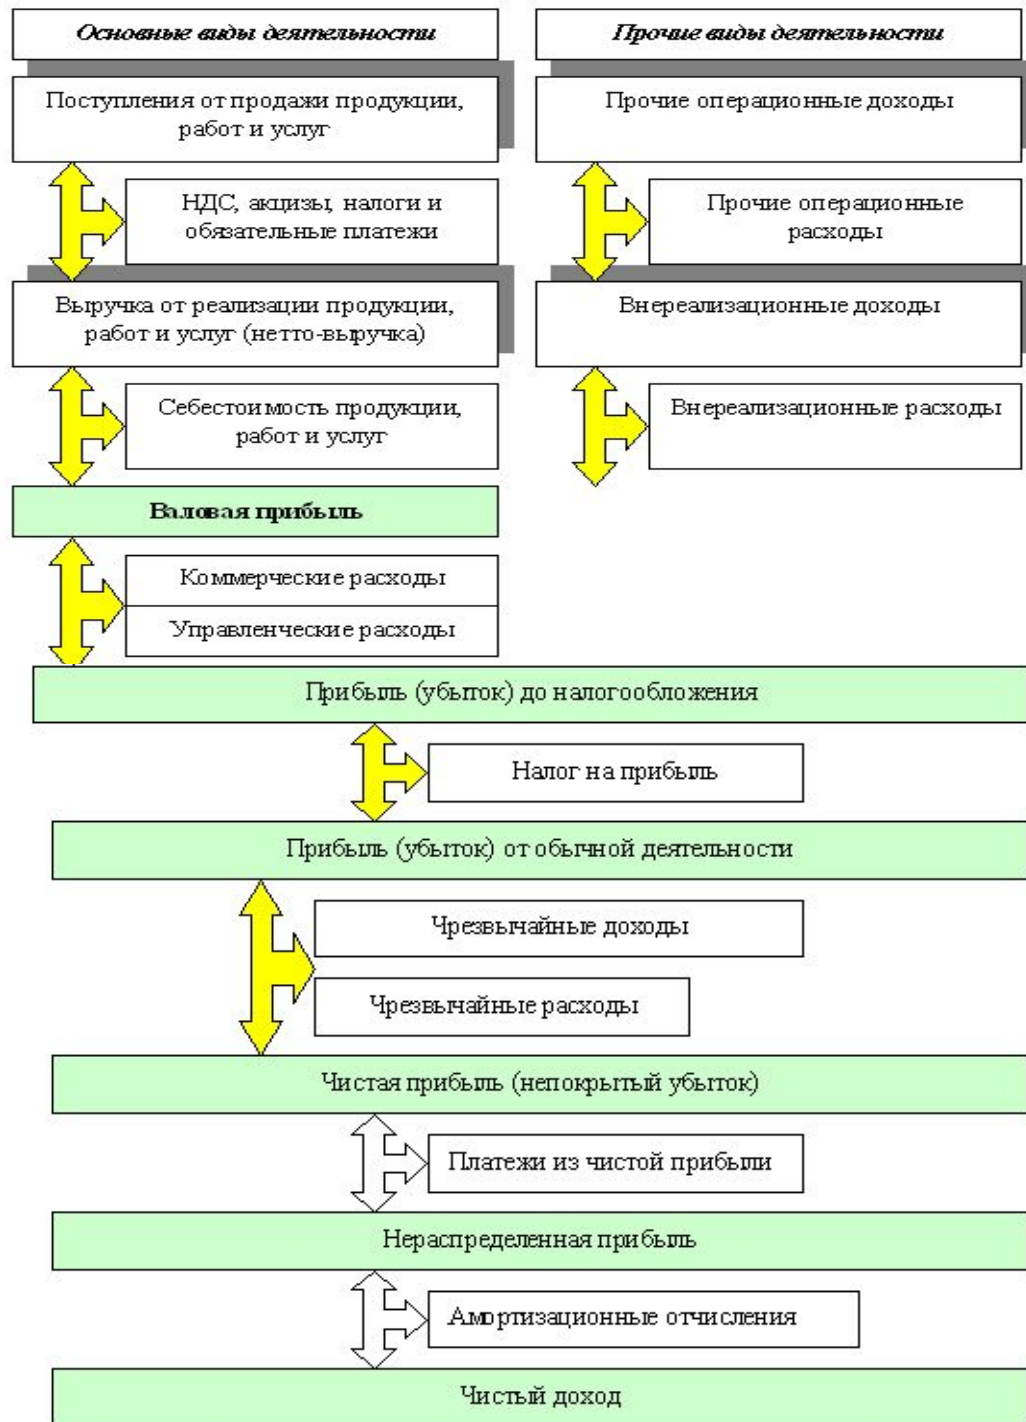 Основные виды деятельности
Прочие виды деятельности
Поступления от продажи продукции,
работ и услуг
Прочие операционные доходы
НДС, акцизы, налоги и
обязательные платежи
Прочие операционные
расходы
Выручка от реализации продукции,
работ и услуг (нетто-выручка)
Внереализационные доходы
Себестоимость продукции,
работ и услуг
Внереализационные расходы
Валовая прибыль
Коммерческие расходы
Управленческие расходы
Прибыль (убыток) до налогообложения
Налог на прибыль
Прибыль (убыток) от обычной деятельности
Чрезвычайные доходы
Чрезвычайные расходы
Чистая прибыль (непокрытый убыток)
Платежи из чистой прибыли
Нераспределенная прибыль
Амортизационные отчисления
Чистый доход